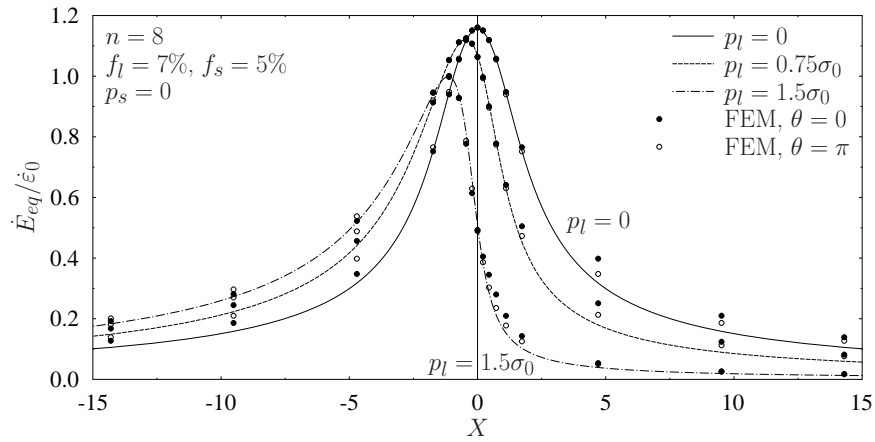 n = 8
f_l = 7%, f_s = 5%
p_s = 0
p_l = 0
p_l = 0.75σ_0
p_l = 1.5σ_0
FEM, θ = 0
FEM, θ = π
Ė_eq/ε̇_0
1.2
1.0
0.8
0.6
0.4
0.2
0.0
p_l = 0
p_l = 1.5σ_0
-15 -10 -5 0 5 10 15
X